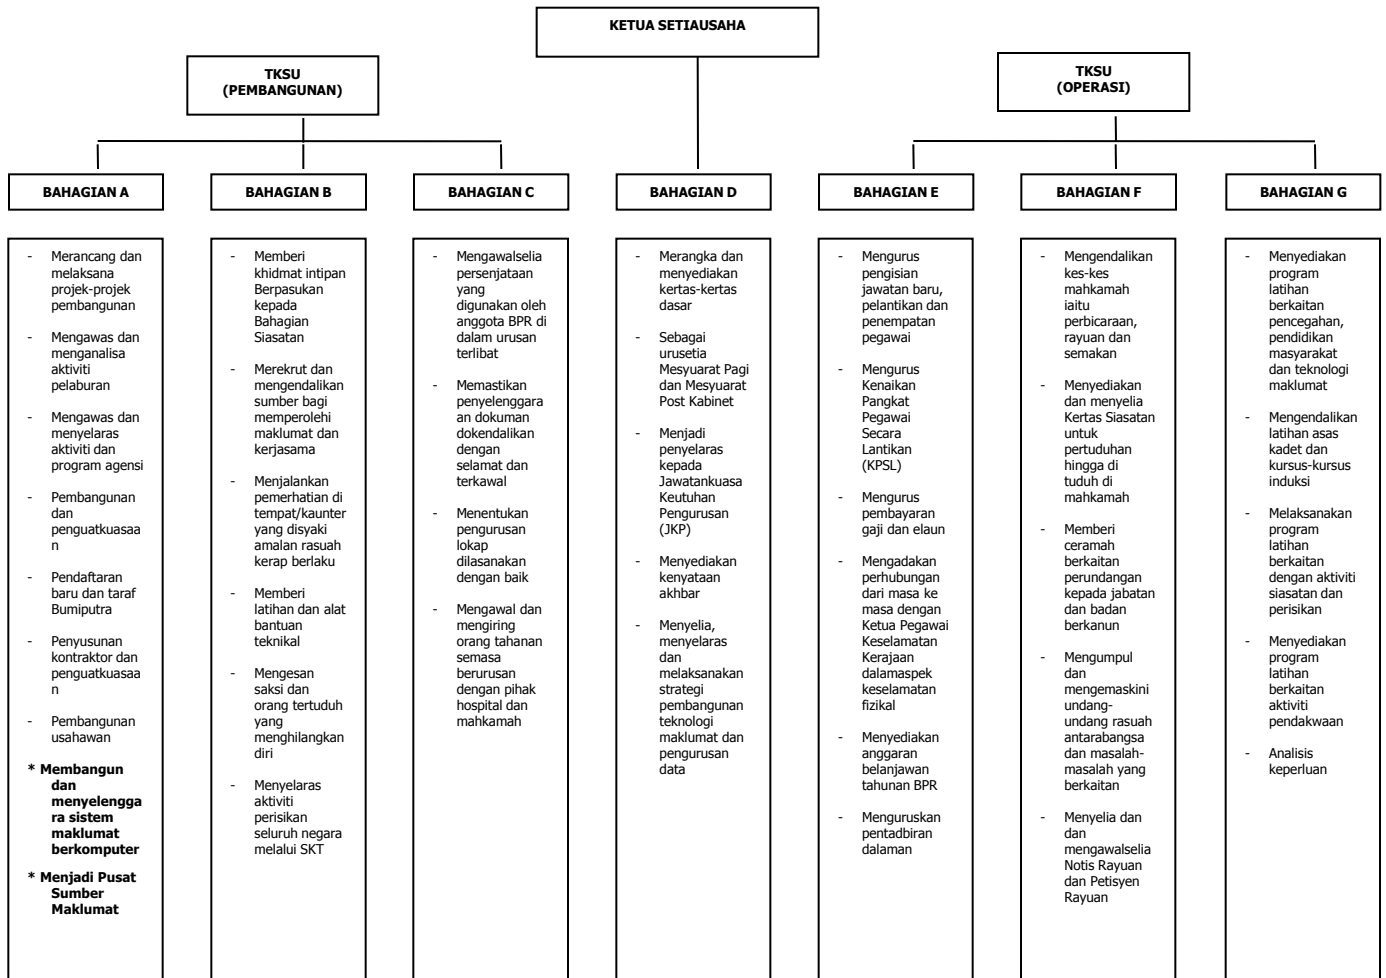 KETUA SETIAUSAHA
TKSU
(PEMBANGUNAN)
TKSU
(OPERASI)
BAHAGIAN A
BAHAGIAN B
BAHAGIAN C
BAHAGIAN D
BAHAGIAN E
BAHAGIAN F
BAHAGIAN G
- Merancang dan
melaksana
projek-projek
pembangunan
- Mengawas dan
menganalisa
aktiviti
pelaburan
- Mengawas dan
menyelaras
aktiviti dan
program agensi
- Pembangunan
dan
penguatkuasaa
n
- Pendaftaran
baru dan taraf
Bumiputra
- Penyusunan
kontraktor dan
penguatkuasaa
n
- Pembangunan
usahawan
* Membangun
dan
menyelengga
ra sistem
maklumat
berkomputer
* Menjadi Pusat
Sumber
Maklumat
- Memberi
khidmat intipan
Berpasukan
kepada
Bahagian
Siasatan
- Merekrut dan
mengendalikan
sumber bagi
memperolehi
maklumat dan
kerjasama
- Menjalankan
pemerhatian di
tempat/kaunter
yang disyaki
amalan rasuah
kerap berlaku
- Memberi
latihan dan alat
bantuan
teknikal
- Mengesan
saksi dan
orang tertuduh
yang
menghilangkan
diri
- Menyelaras
aktiviti
perisikan
seluruh negara
melalui SKT
- Mengawalselia
persenjataan
yang
digunakan oleh
anggota BPR di
dalam urusan
terlibat
- Memastikan
penyelenggara
an dokuman
dokendalikan
dengan
selamat dan
terkawal
- Menentukan
pengurusan
lokap
dilasanakan
dengan baik
- Mengawal dan
mengiring
orang tahanan
semasa
berurusan
dengan pihak
hospital dan
mahkamah
- Merangka dan
menyediakan
kertas-kertas
dasar
- Sebagai
urusetia
Mesyuarat Pagi
dan Mesyuarat
Post Kabinet
- Menjadi
penyelaras
kepada
Jawatankuasa
Keutuhan
Pengurusan
(JKP)
- Menyediakan
kenyataan
akhbar
- Menyelia,
menyelaras
dan
melaksanakan
strategi
pembangunan
teknologi
maklumat dan
pengurusan
data
- Mengurus
pengisian
jawatan baru,
pelantikan dan
penempatan
pegawai
- Mengurus
Kenaikan
Pangkat
Pegawai
Secara
Lantikan
(KPSL)
- Mengurus
pembayaran
gaji dan elaun
- Mengadakan
perhubungan
dari masa ke
masa dengan
Ketua Pegawai
Keselamatan
Kerajaan
dalamaspek
keselamatan
fizikal
- Menyediakan
anggaran
belanjawan
tahunan BPR
- Menguruskan
pentadbiran
dalaman
- Mengendalikan
kes-kes
mahkamah
iaitu
perbicaraan,
rayuan dan
semakan
- Menyediakan
dan menyelia
Kertas Siasatan
untuk
pertuduhan
hingga di
tuduh di
mahkamah
- Memberi
ceramah
berkaitan
perundangan
kepada jabatan
dan badan
berkanun
- Mengumpul
dan
mengemaskini
undang-
undang rasuah
antarabangsa
dan masalah-
masalah yang
berkaitan
- Menyelia dan
dan
mengawalselia
Notis Rayuan
dan Petisyen
Rayuan
- Menyediakan
program
latihan
berkaitan
pencegahan,
pendidikan
masyarakat
dan teknologi
maklumat
- Mengendalikan
latihan asas
kadet dan
kursus-kursus
induksi
- Melaksanakan
program
latihan
berkaitan
dengan aktiviti
siasatan dan
perisikan
- Menyediakan
program
latihan
berkaitan
aktiviti
pendakwaan
- Analisis
keperluan